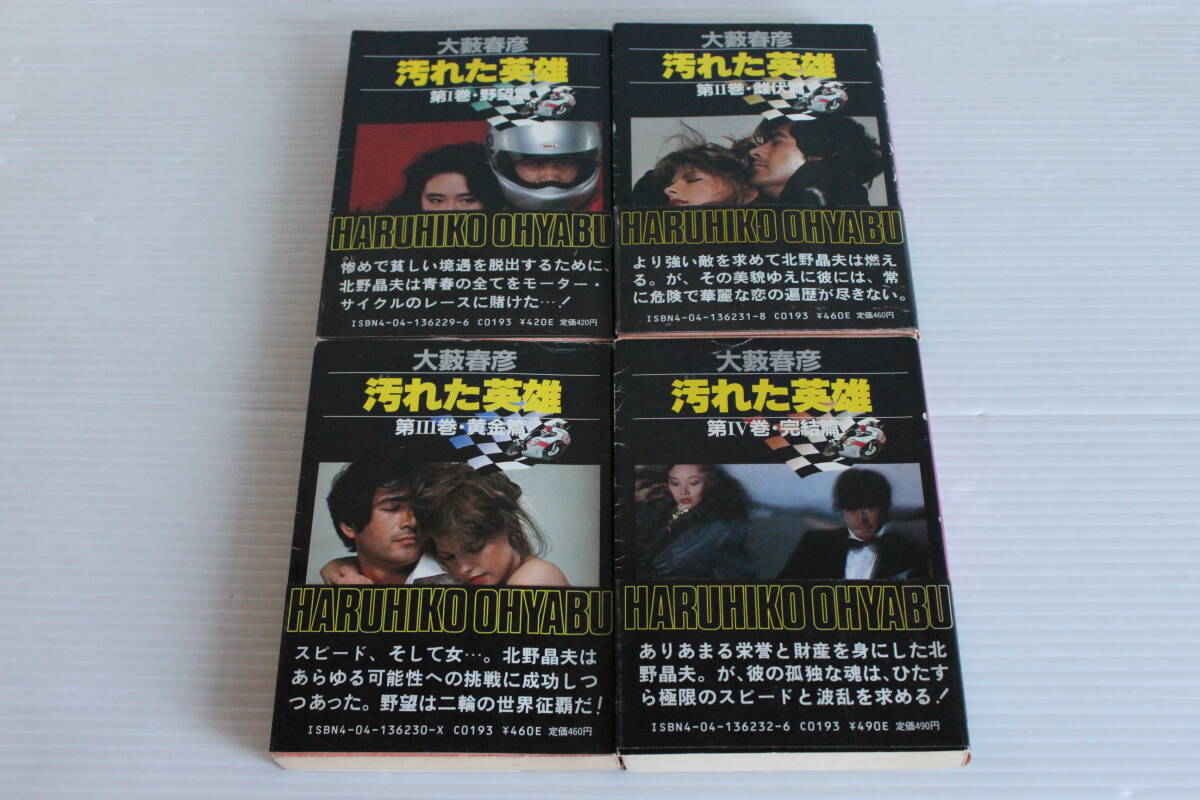 大藪春彦
汚れた英雄
第I巻・野望篇
BELL
HARUHIKO OHYABU
惨めで貧しい境遇を脱出するために、
北野晶夫は青春の全てをモーター・
サイクルのレースに賭けた…!
ISBN4-04-136229-6 C0193 ¥420E 定価420円
大藪春彦
汚れた英雄
第II巻・雌伏篇
HARUHIKO OHYABU
より強い敵を求めて北野晶夫は燃え
る。が、その美貌ゆえに彼には、常
に危険で華麗な恋の遍歴が尽きない。
ISBN4-04-136231-8 C0193 ¥460E 定価460円
大藪春彦
汚れた英雄
第III巻・黄金篇
HARUHIKO OHYABU
スピード、そして女…。北野晶夫は
あらゆる可能性への挑戦に成功しつ
つあった。野望は二輪の世界征覇だ!
ISBN4-04-136230-X C0193 ¥460E 定価460円
大藪春彦
汚れた英雄
第IV巻・完結篇
HARUHIKO OHYABU
ありあまる栄誉と財産を身にした北
野晶夫。が、彼の孤独な魂は、ひたす
ら極限のスピードと波乱を求める!
ISBN4-04-136232-6 C0193 ¥490E 定価490円